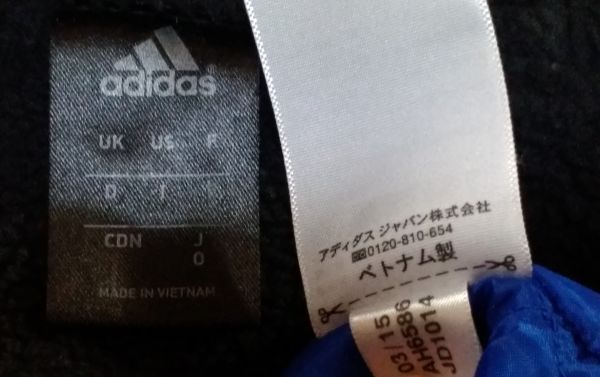 adidas
UK US F
D I
CDN J
O
MADE IN VIETNAM
アディダス ジャパン株式会社
0120-810-654
ベトナム製
03/15
AH6586
JD1014